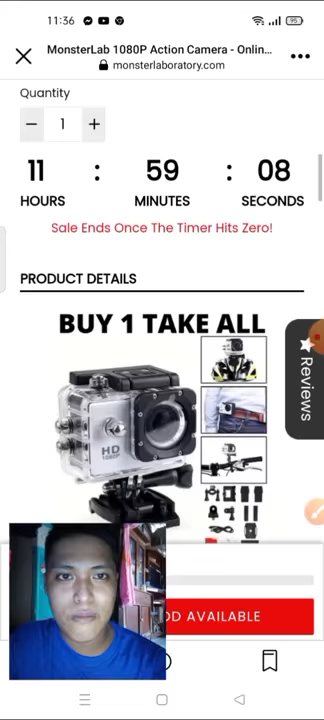 11:36
95
MonsterLab 1080P Action Camera - Onlin...
monsterlaboratory.com
Quantity
1
11 : 59 : 08
HOURS MINUTES SECONDS
Sale Ends Once The Timer Hits Zero!
PRODUCT DETAILS
BUY 1 TAKE ALL
Reviews
HD
1080P
OD AVAILABLE